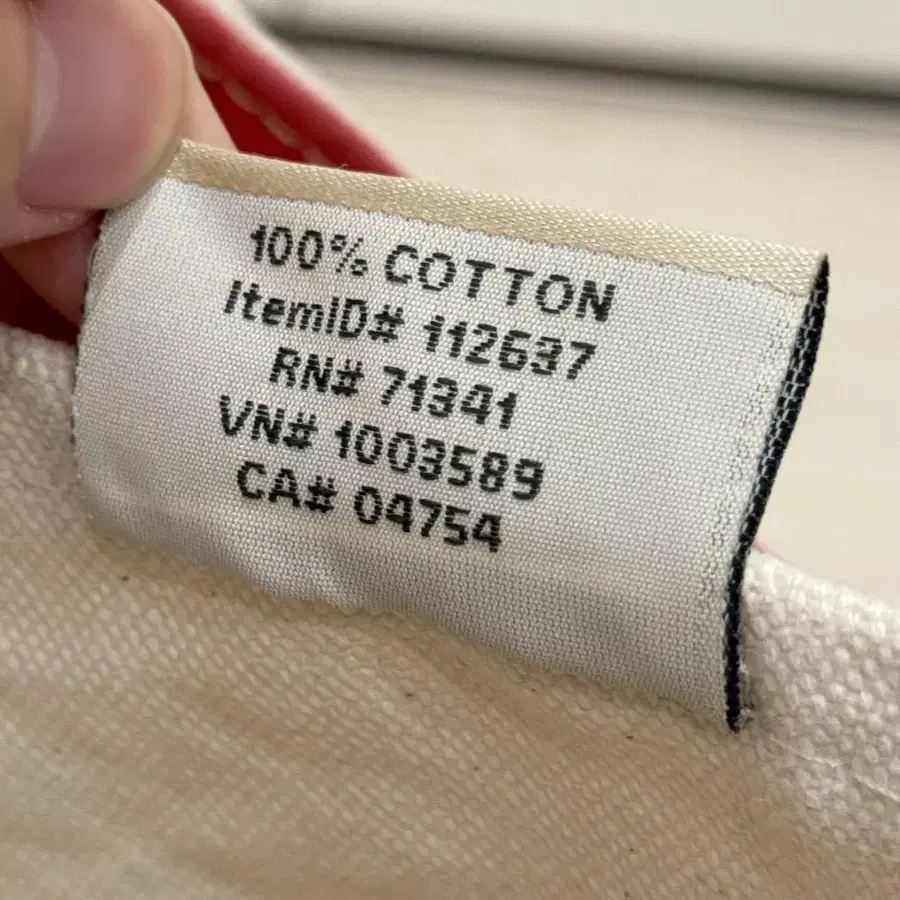 100% COTTON
ItemID# 112637
RN# 71341
VN# 1003589
CA# 04754